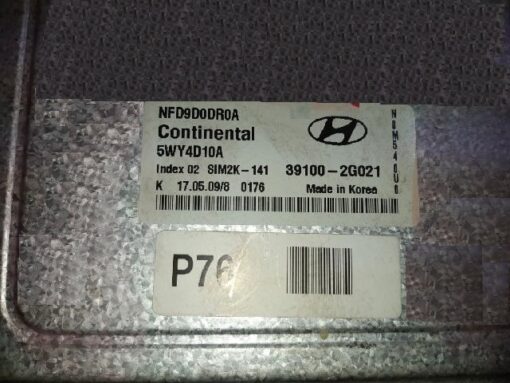 NFD9D0DR0A
Continental
5WY4D10A
Index 02 SIM2K-141 39100-2G021
K 17.05.09/8 0176 Made in Korea
P76